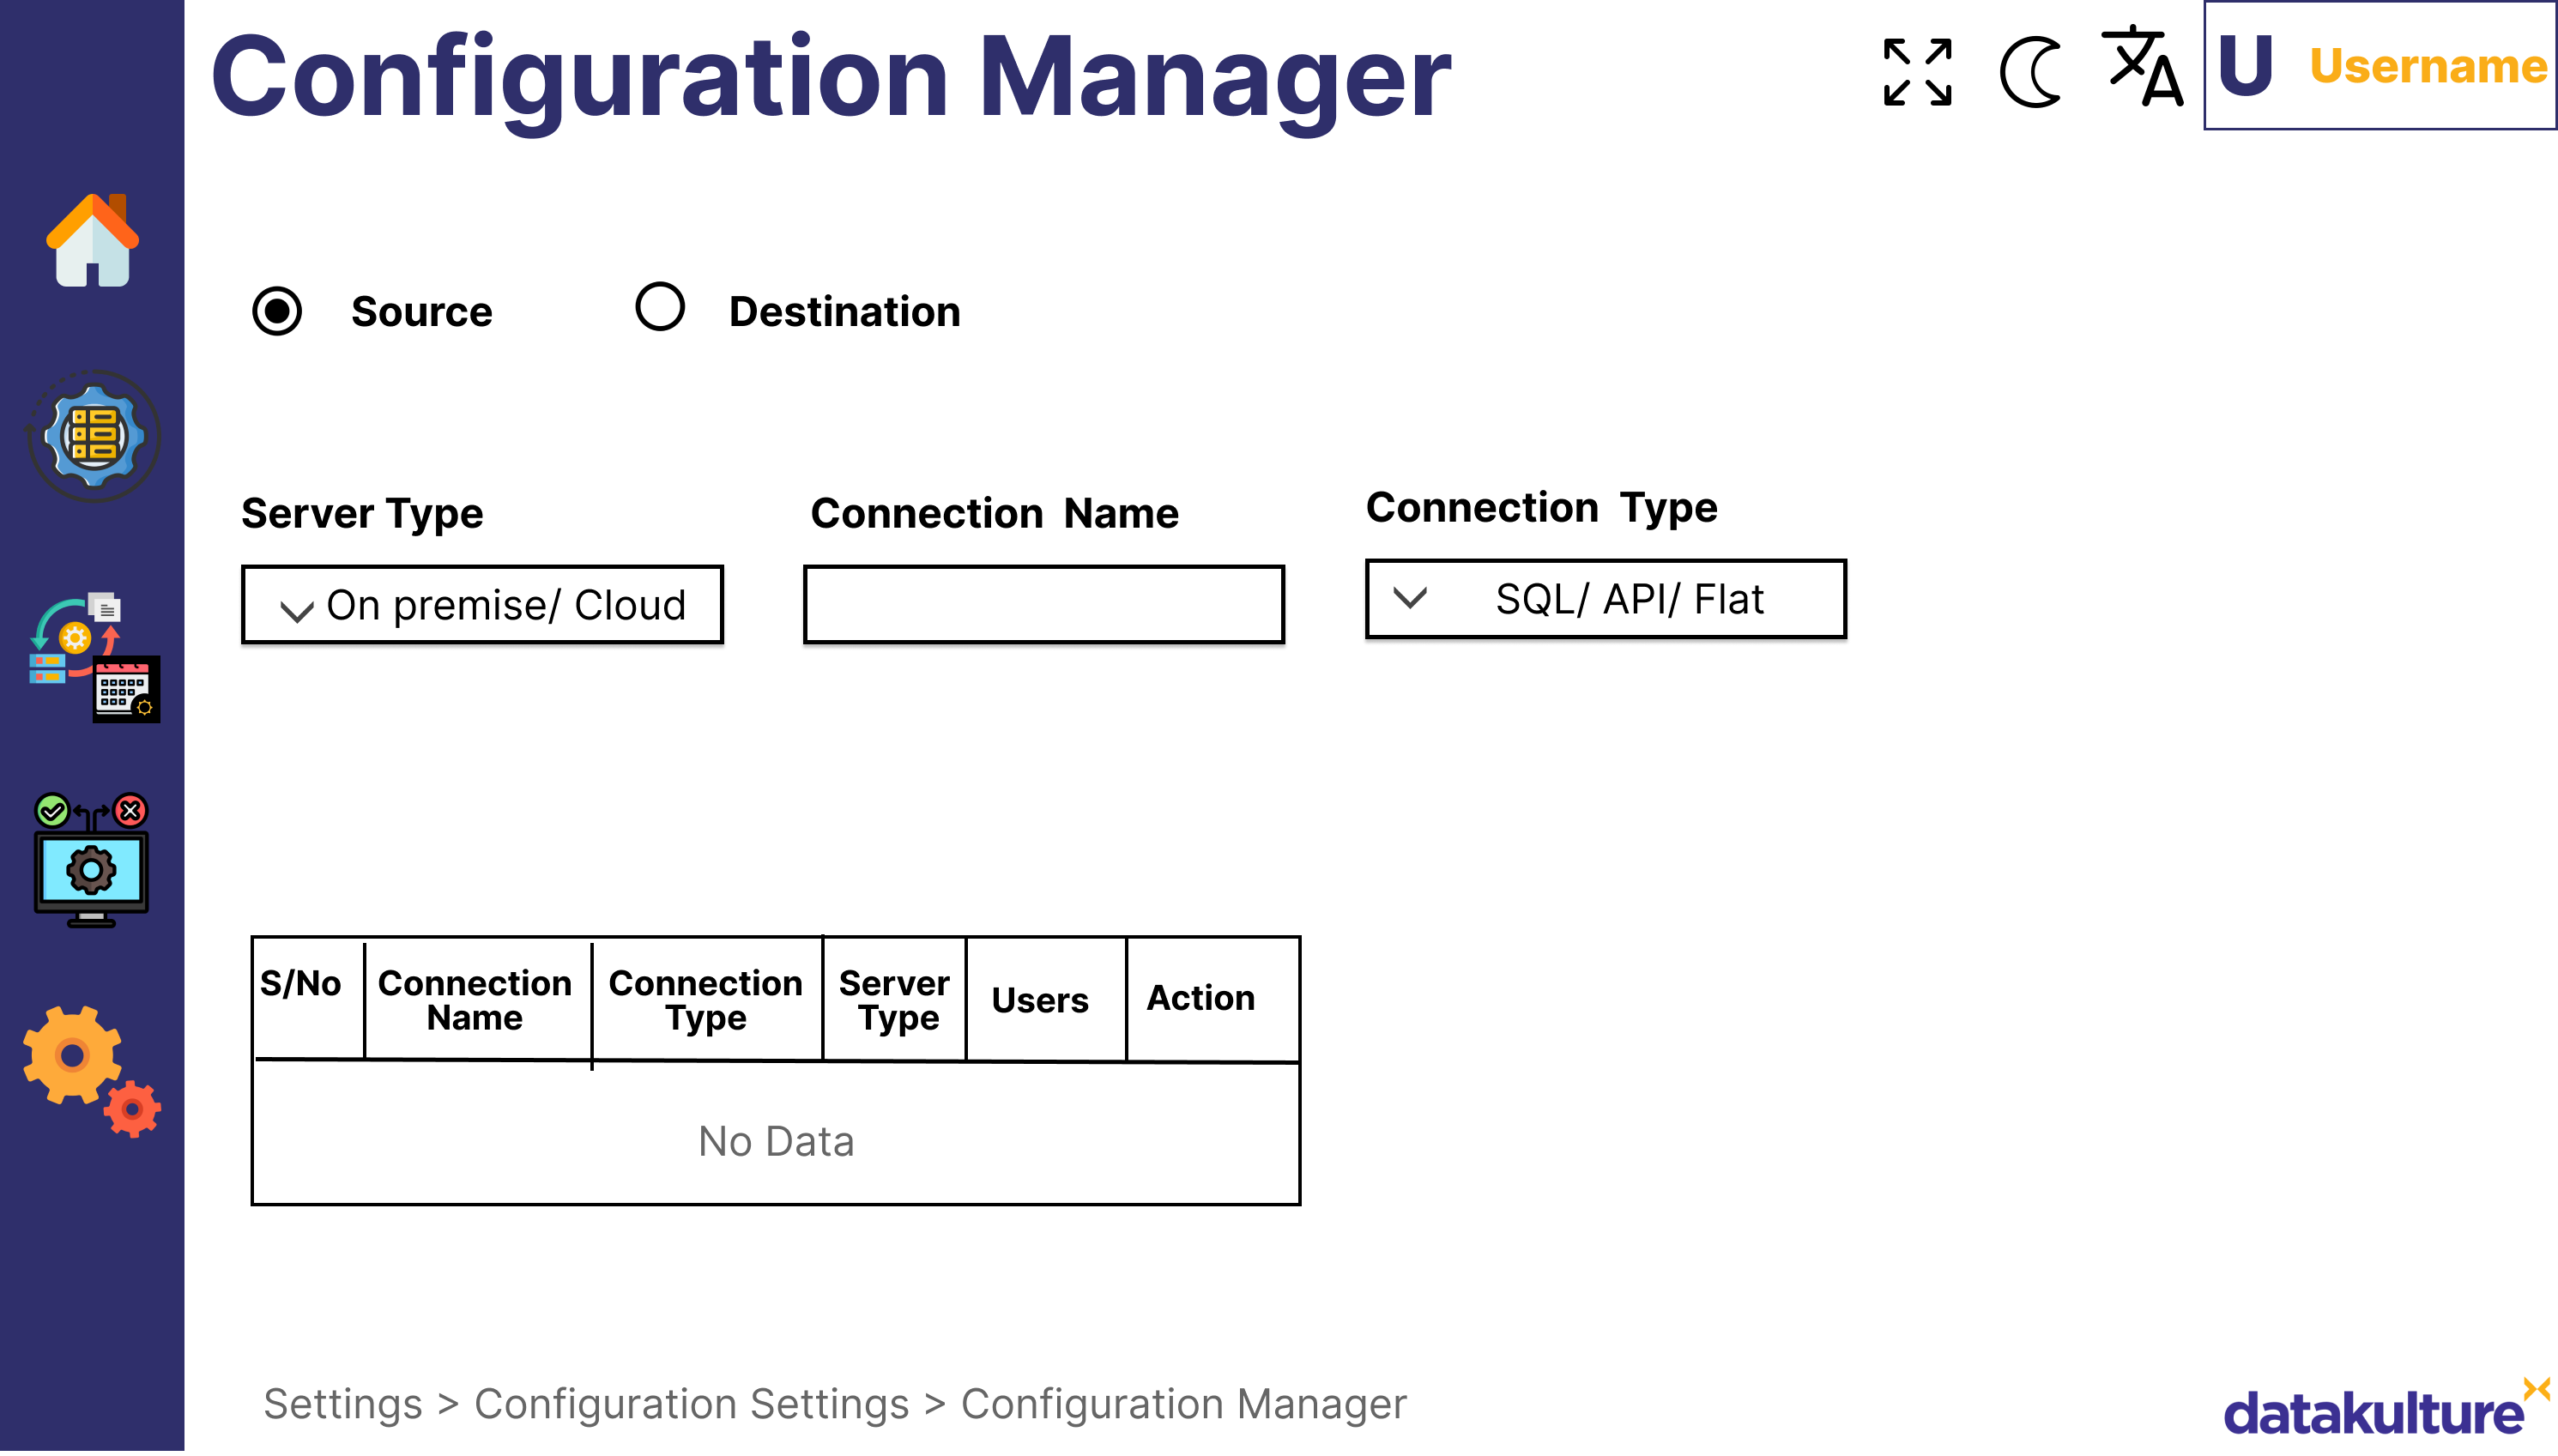 Configuration Manager
U Username
Source Destination
Server Type Connection Name Connection Type
On premise/ Cloud SQL/ API/ Flat
S/No Connection Name Connection Type Server Type Users Action
No Data
Settings > Configuration Settings > Configuration Manager
datakulture